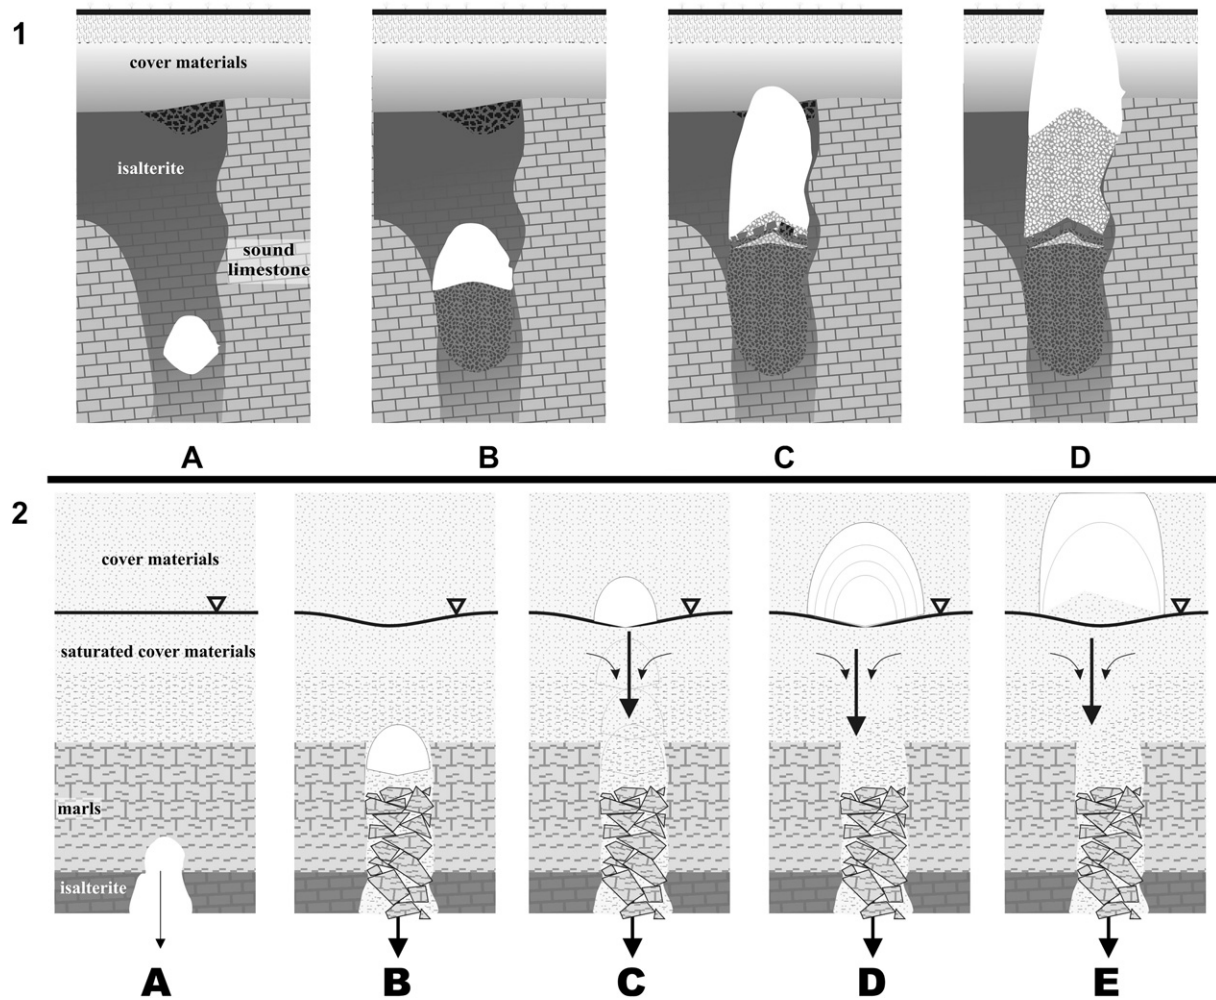 1
cover materials
isalterite
sound
limestone
A
B
C
D
2
cover materials
saturated cover materials
marls
isalterite
A
B
C
D
E